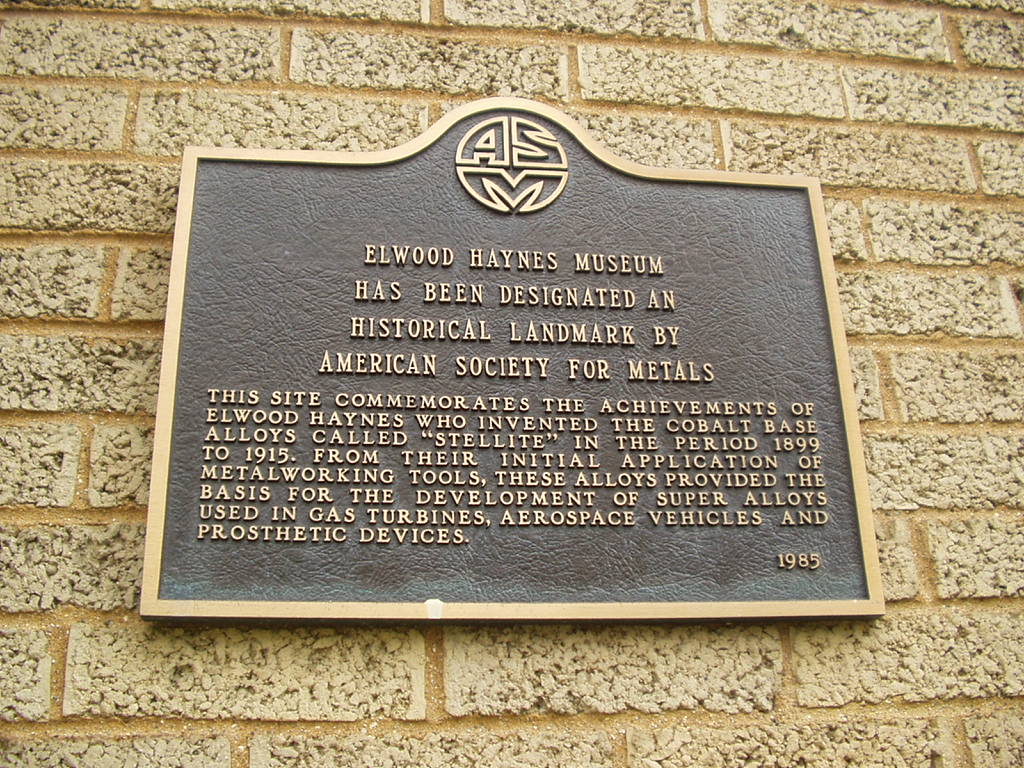 ASM
ELWOOD HAYNES MUSEUM
HAS BEEN DESIGNATED AN
HISTORICAL LANDMARK BY
AMERICAN SOCIETY FOR METALS
THIS SITE COMMEMORATES THE ACHIEVEMENTS OF
ELWOOD HAYNES WHO INVENTED THE COBALT BASE
ALLOYS CALLED “STELLITE” IN THE PERIOD 1899
TO 1915. FROM THEIR INITIAL APPLICATION OF
METALWORKING TOOLS, THESE ALLOYS PROVIDED THE
BASIS FOR THE DEVELOPMENT OF SUPER ALLOYS
USED IN GAS TURBINES, AEROSPACE VEHICLES AND
PROSTHETIC DEVICES.
1985